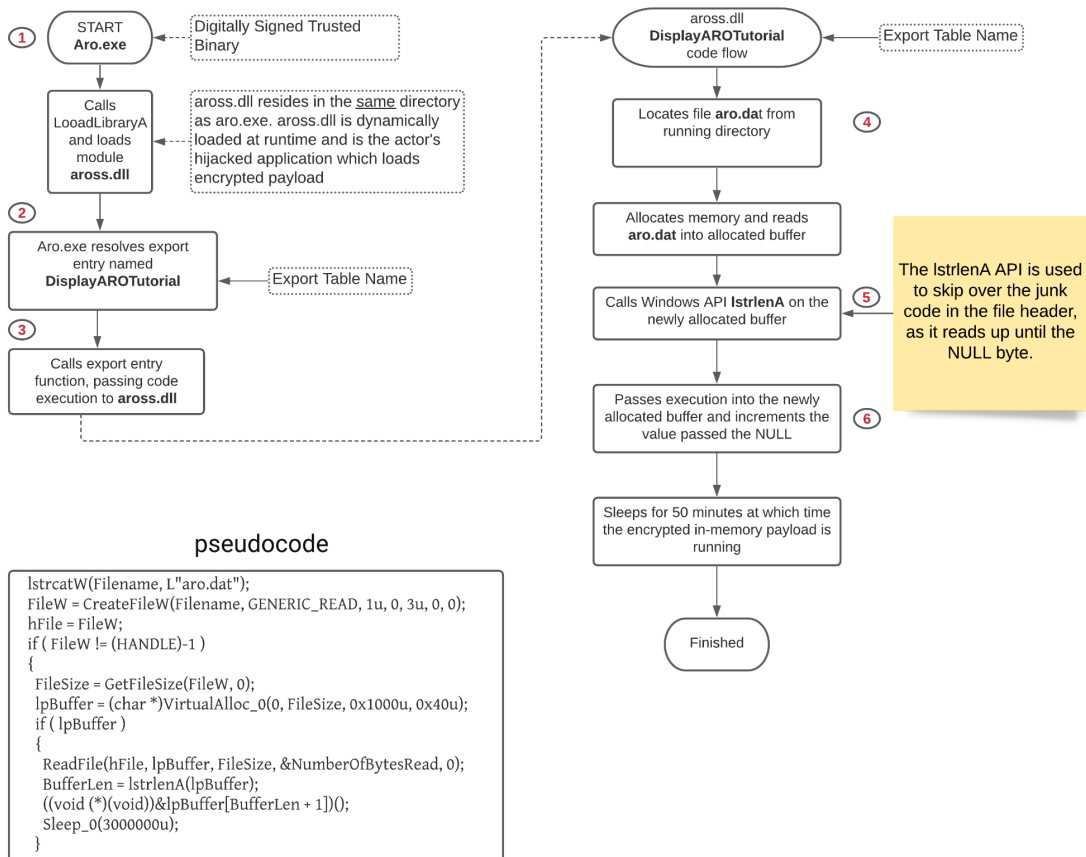 1
START
Aro.exe
Digitally Signed Trusted
Binary
Calls
LooadLibraryA
and loads
module
aross.dll
aross.dll resides in the same directory
as aro.exe. aross.dll is dynamically
loaded at runtime and is the actor's
hijacked application which loads
encrypted payload
2
Aro.exe resolves export
entry named
DisplayAROTutorial
Export Table Name
3
Calls export entry
function, passing code
execution to aross.dll
aross.dll
DisplayAROTutorial
code flow
Export Table Name
Locates file aro.dat from
running directory
4
Allocates memory and reads
aro.dat into allocated buffer
Calls Windows API lstrlenA on the
newly allocated buffer
5
The lstrlenA API is used
to skip over the junk
code in the file header,
as it reads up until the
NULL byte.
Passes execution into the newly
allocated buffer and increments the
value passed the NULL
6
Sleeps for 50 minutes at which time
the encrypted in-memory payload is
running
Finished
pseudocode
lstrcatW(Filename, L"aro.dat");
FileW = CreateFileW(Filename, GENERIC_READ, 1u, 0, 3u, 0, 0);
hFile = FileW;
if ( FileW != (HANDLE)-1 )
{
FileSize = GetFileSize(FileW, 0);
lpBuffer = (char *)VirtualAlloc_0(0, FileSize, 0x1000u, 0x40u);
if ( lpBuffer )
{
ReadFile(hFile, lpBuffer, FileSize, &NumberOfBytesRead, 0);
BufferLen = lstrlenA(lpBuffer);
((void (*)(void))&lpBuffer[BufferLen + 1])();
Sleep_0(3000000u);
}